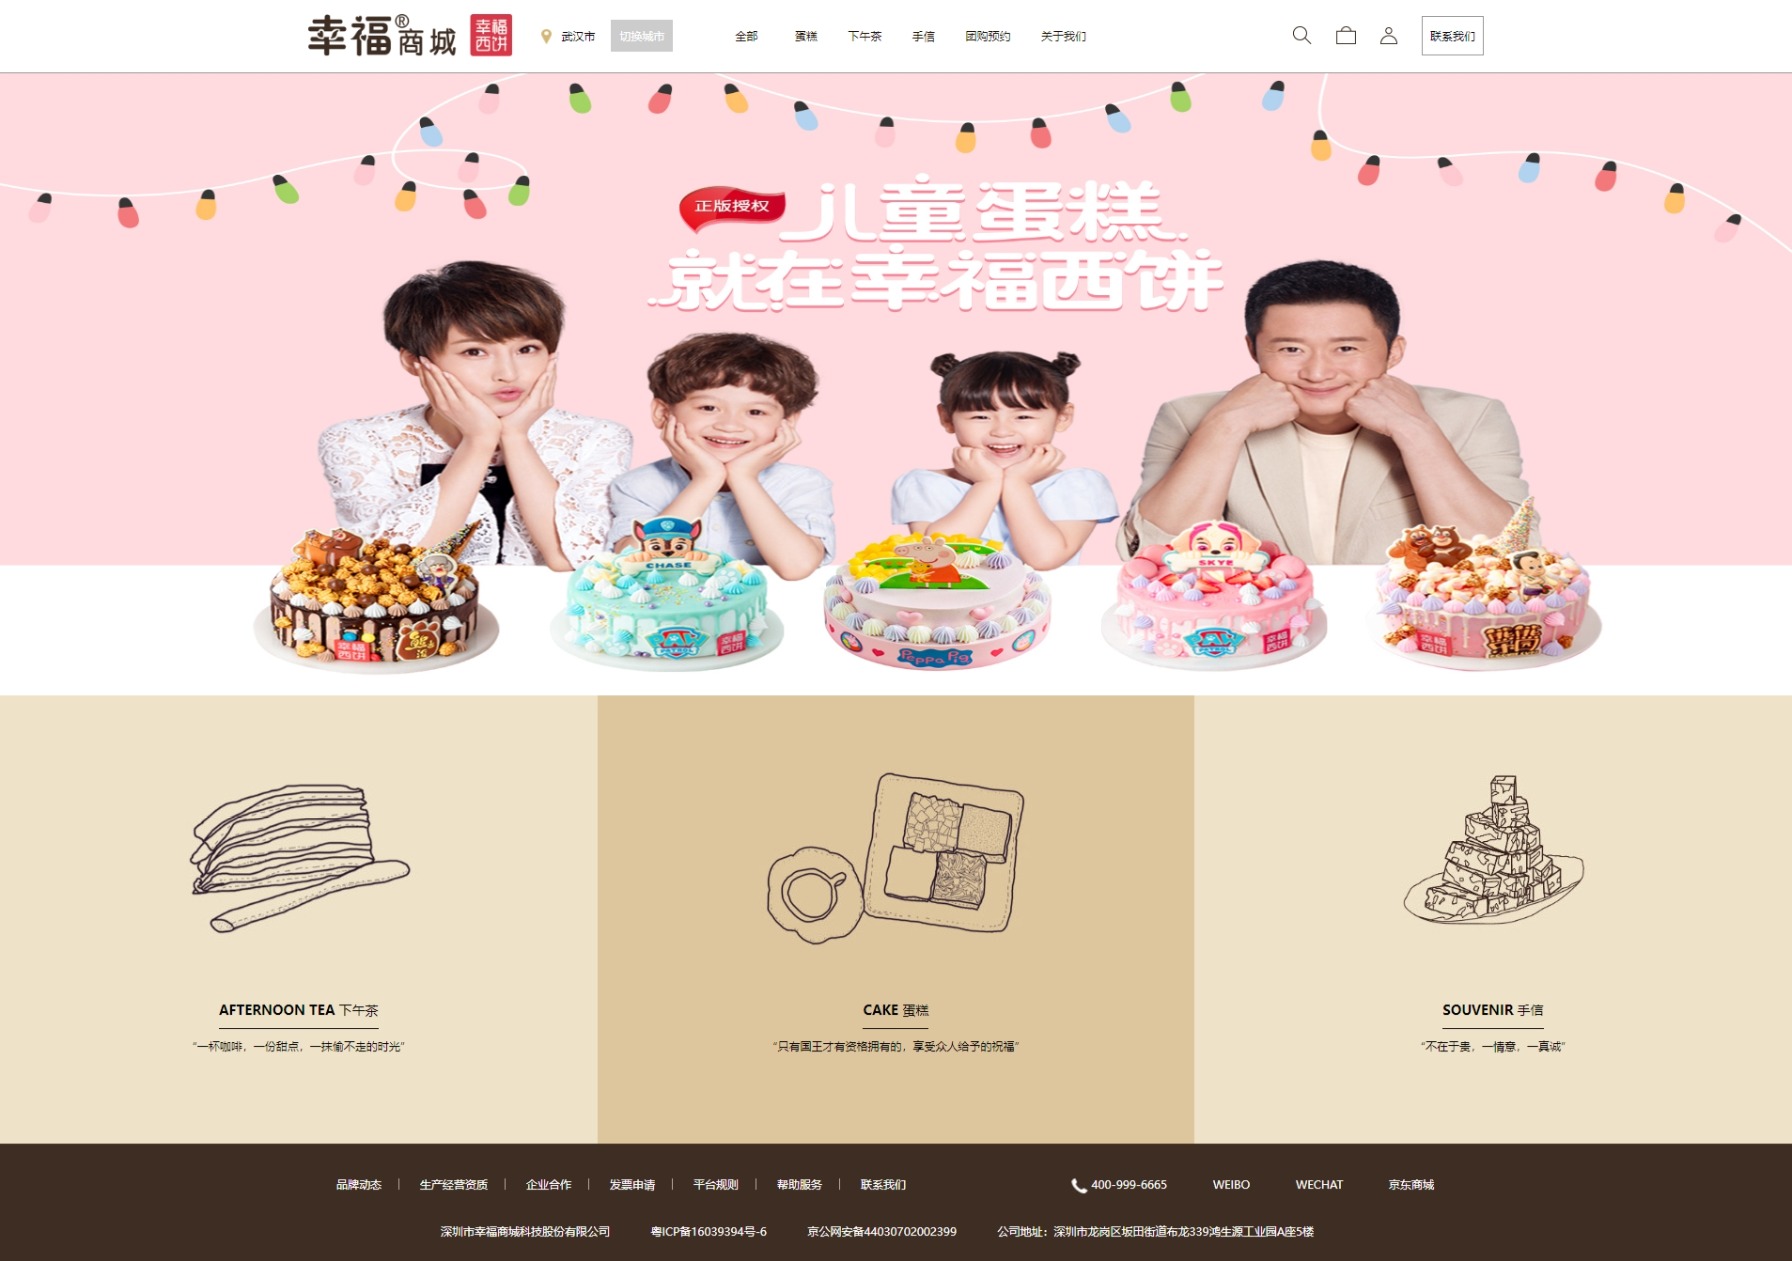 幸福®商城 幸福西饼
武汉市 切换城市 全部 蛋糕 下午茶 手信 团购预约 关于我们 联系我们
正版授权 儿童蛋糕
就在幸福西饼
CHASE
SKYE
幸福西饼
幸福西饼
Peppa Pig
幸福西饼
幸福西饼
AFTERNOON TEA 下午茶
“一杯咖啡，一份甜点，一抹偷不走的时光”
CAKE 蛋糕
“只有国王才有资格拥有的，享受众人给予的祝福”
SOUVENIR 手信
“不在于贵，一情意，一真诚”
品牌动态 | 生产经营资质 | 企业合作 | 发票申请 | 平台规则 | 帮助服务 | 联系我们 400-999-6665 WEIBO WECHAT 京东商城
深圳市幸福商城科技股份有限公司 粤ICP备16039394号-6 京公网安备44030702002399 公司地址：深圳市龙岗区坂田街道布龙339鸿生源工业园A座5楼